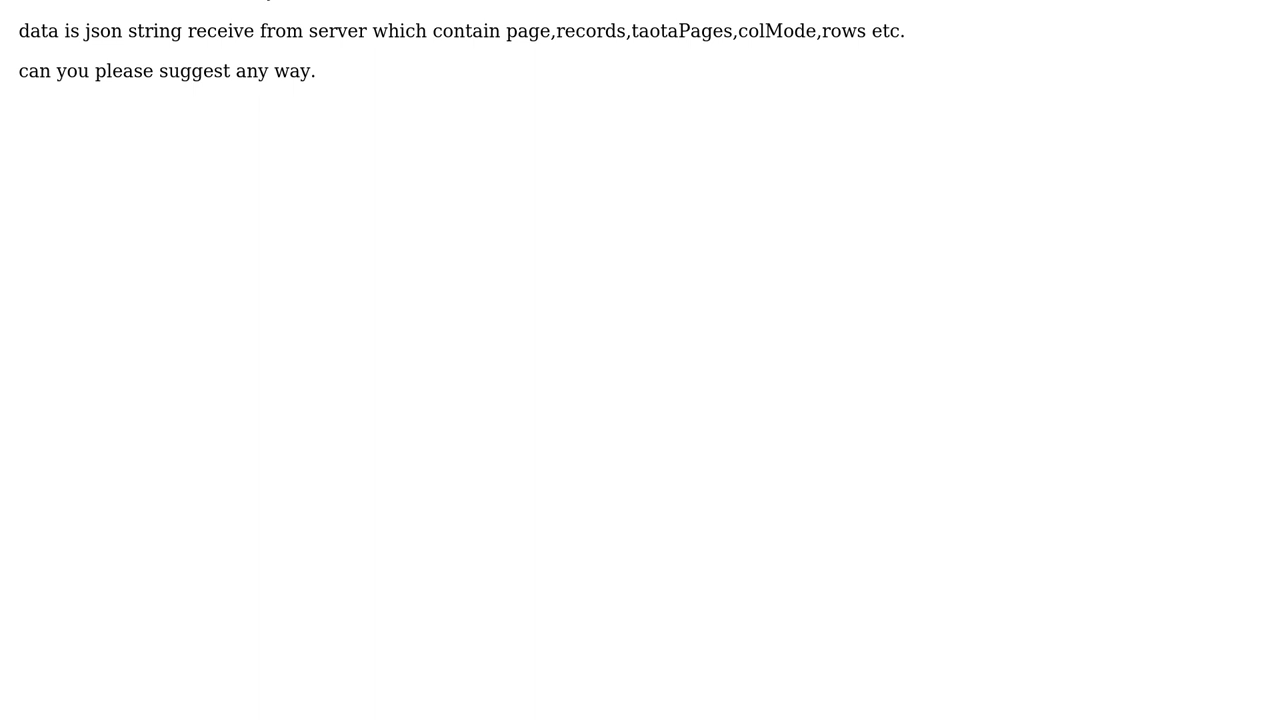 data is json string receive from server which contain page,records,taotaPages,colMode,rows etc.
can you please suggest any way.